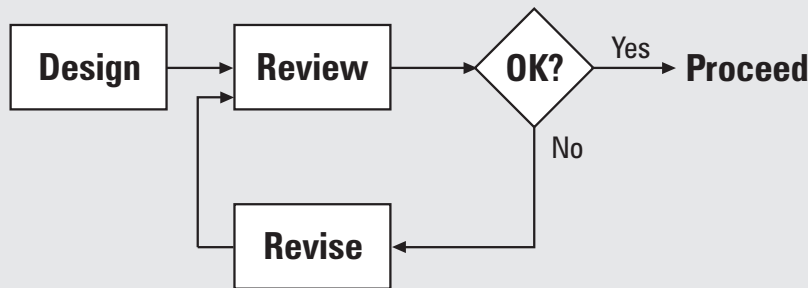 Design
Review
OK?
Yes
Proceed
No
Revise